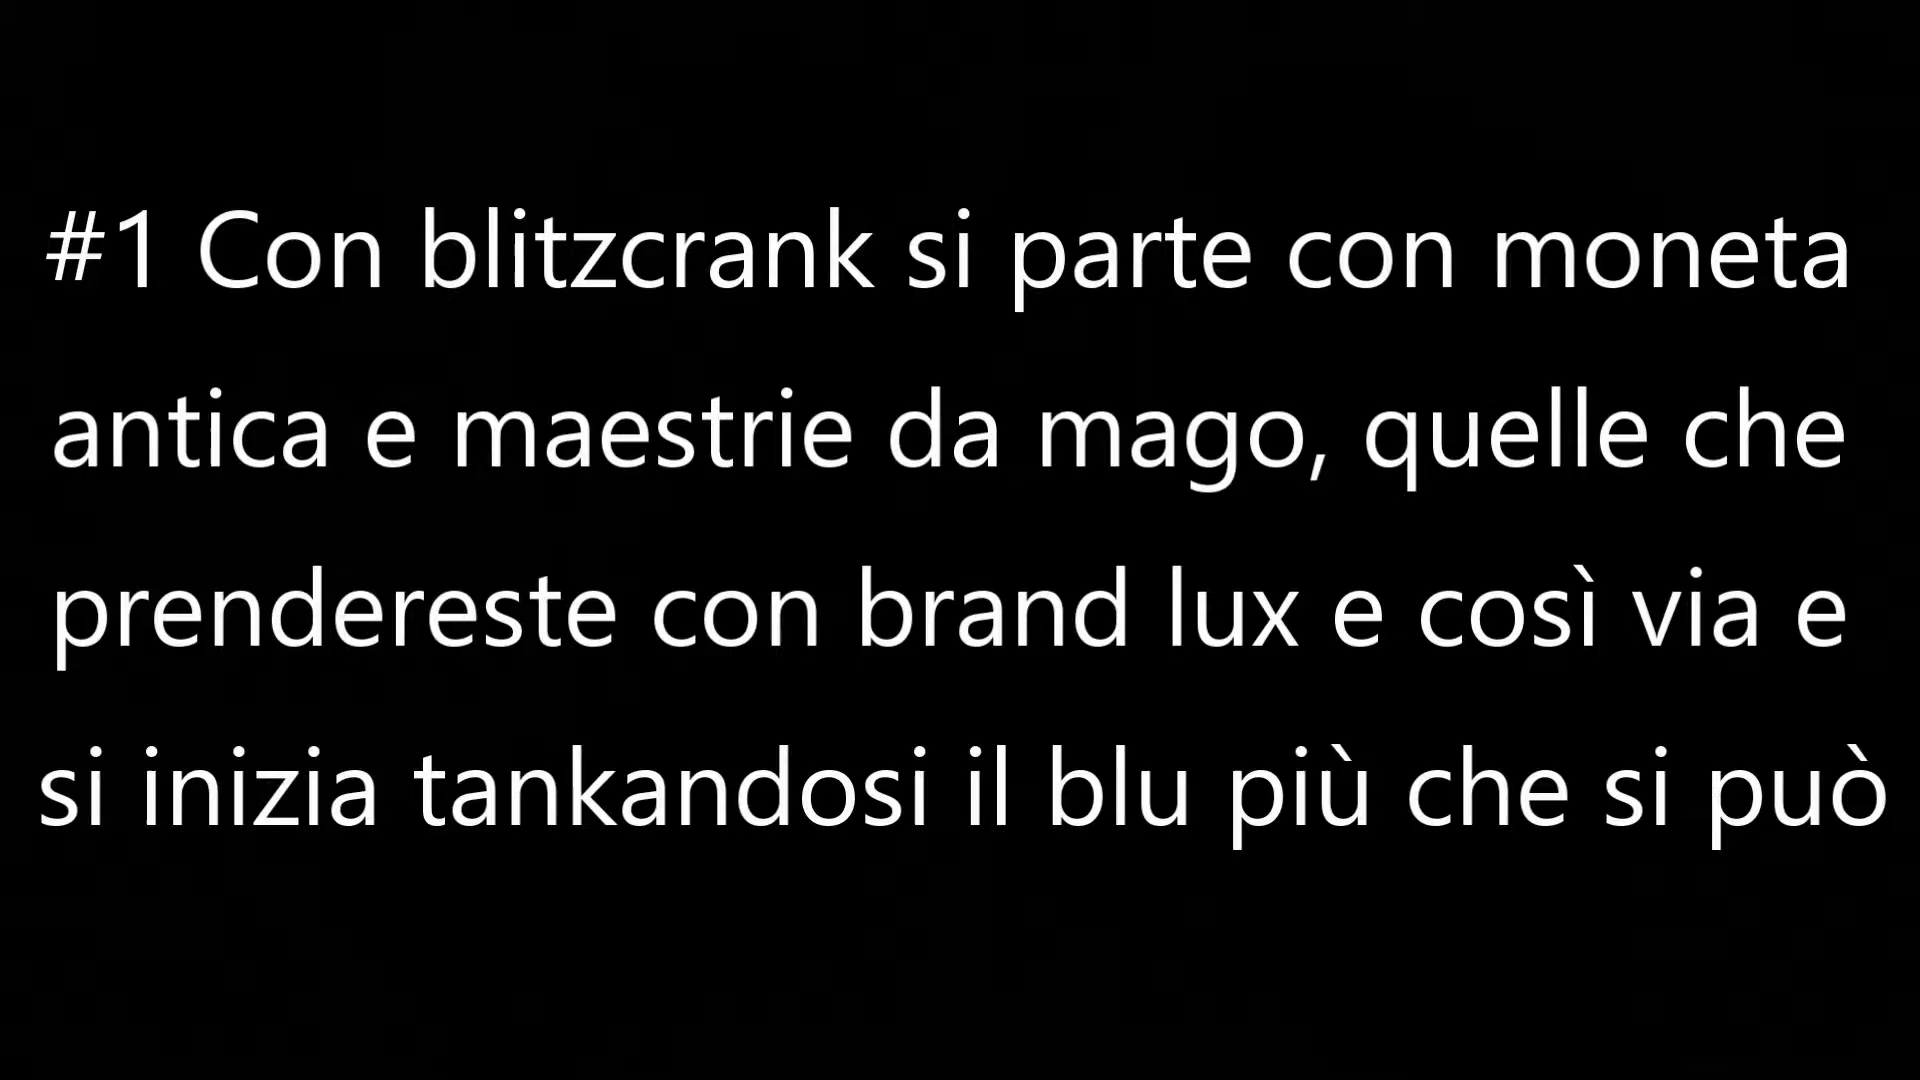 #1 Con blitzcrank si parte con moneta
antica e maestrie da mago, quelle che
prendereste con brand lux e così via e
si inizia tankandosi il blu più che si può